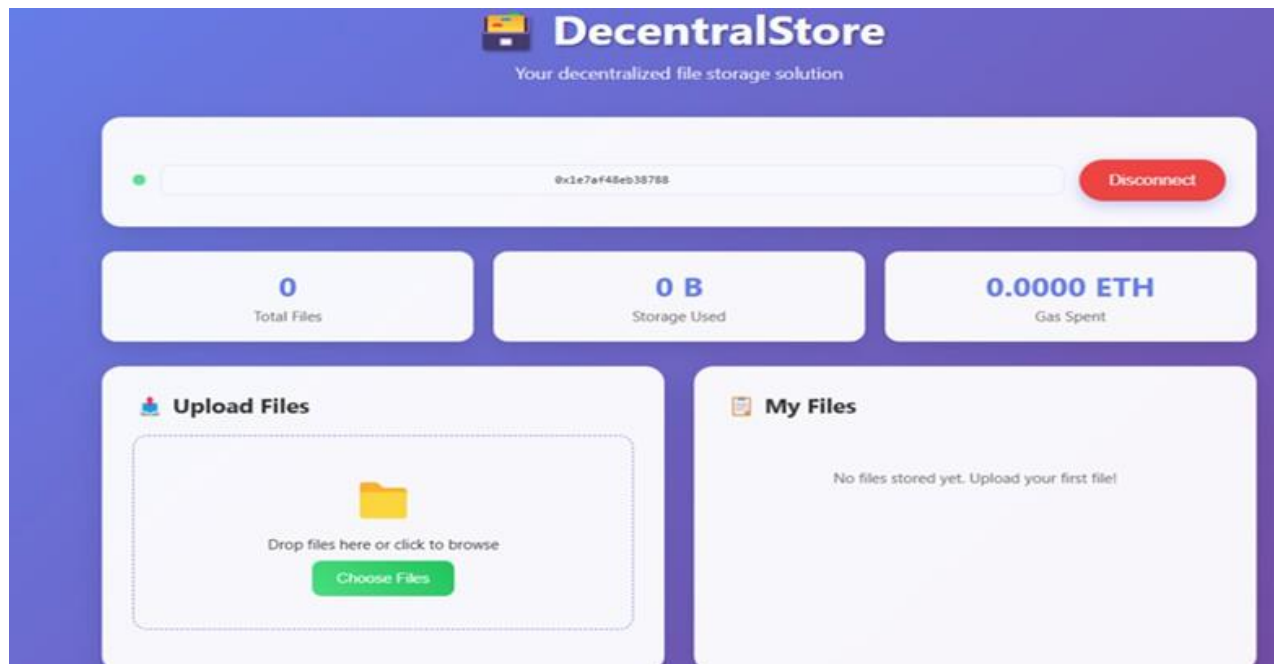 DecentralStore
Your decentralized file storage solution
0x1e7af48eb38788
Disconnect
0
Total Files
0 B
Storage Used
0.0000 ETH
Gas Spent
Upload Files
Drop files here or click to browse
Choose Files
My Files
No files stored yet. Upload your first file!